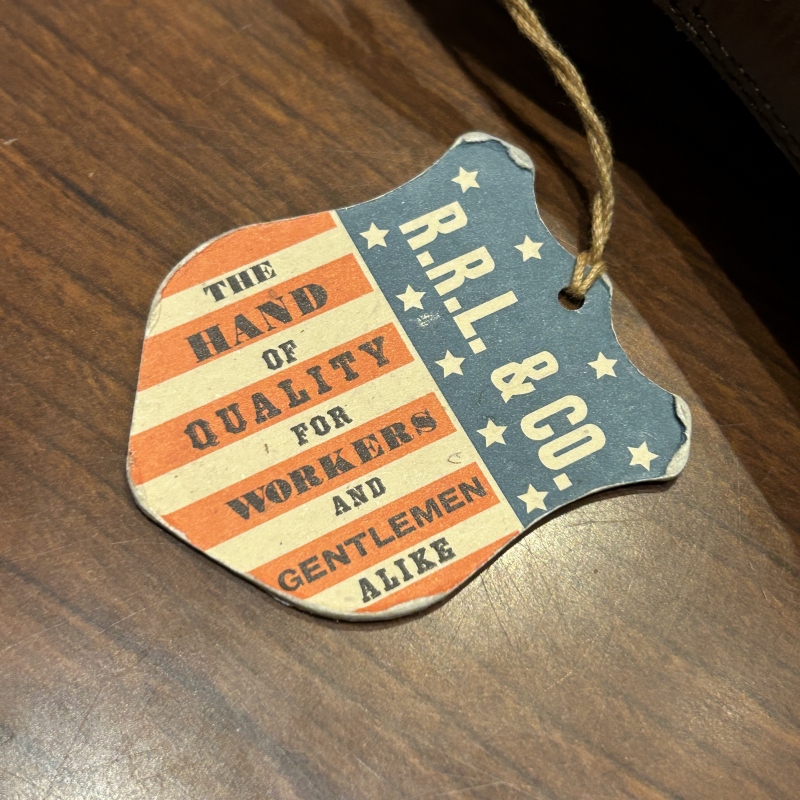 R.R.L. & CO.
THE
HAND
OF
QUALITY
FOR
WORKERS
AND
GENTLEMEN
ALIKE